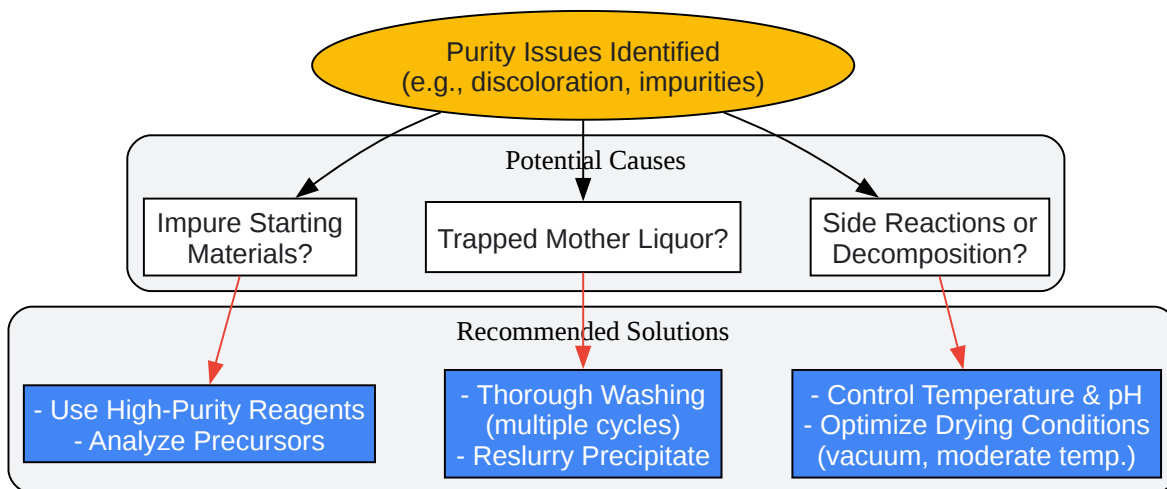 Purity Issues Identified
(e.g., discoloration, impurities)
Potential Causes
Impure Starting
Materials?
Trapped Mother Liquor?
Side Reactions or
Decomposition?
Recommended Solutions
- Use High-Purity Reagents
- Analyze Precursors
- Thorough Washing
(multiple cycles)
- Reslurry Precipitate
- Control Temperature & pH
- Optimize Drying Conditions
(vacuum, moderate temp.)